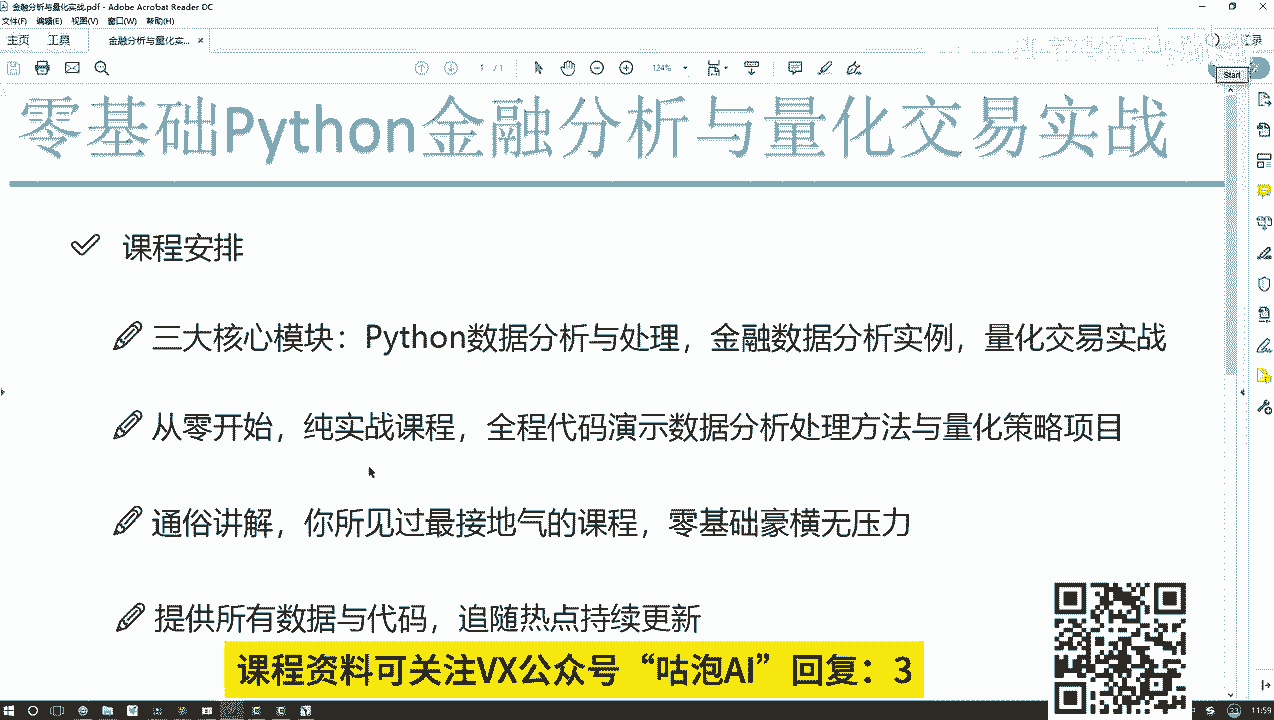 金融分析与量化实战.pdf - Adobe Acrobat Reader DC
文件(F) 编辑(E) 视图(V) 窗口(W) 帮助(H)
主页 工具 金融分析与量化实... ×
1 / 1 124%
Start
零基础Python金融分析与量化交易实战
课程安排
三大核心模块：Python数据分析与处理，金融数据分析实例，量化交易实战
从零开始，纯实战课程，全程代码演示数据分析处理方法与量化策略项目
通俗讲解，你所见过最接地气的课程，零基础豪横无压力
提供所有数据与代码，追随热点持续更新
课程资料可关注VX公众号“咕泡AI”回复：3
11:59